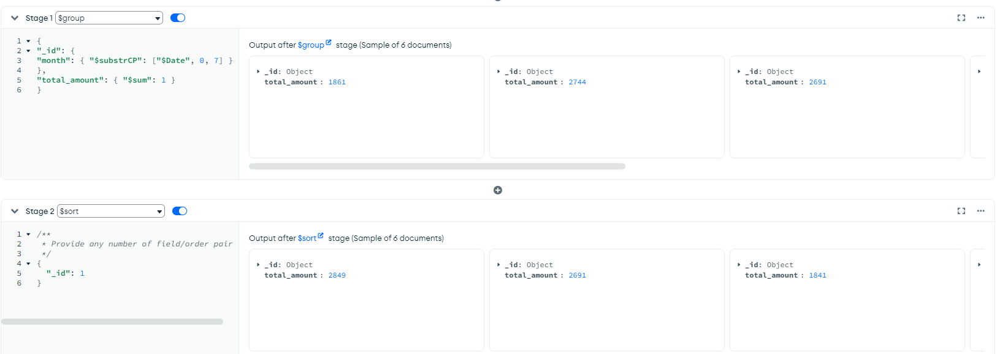 Stage 1 $group
1 {
2 "_id": {
3 "month": { "$substrCP": ["$Date", 0, 7] }
4 },
5 "total_amount": { "$sum": 1 }
6 }
Output after $group stage (Sample of 6 documents)
_id: Object
total_amount : 1861
_id: Object
total_amount : 2744
_id: Object
total_amount : 2691
Stage 2 $sort
1 /**
2 * Provide any number of field/order pair
3 */
4 {
5 "_id": 1
6 }
Output after $sort stage (Sample of 6 documents)
_id: Object
total_amount : 2849
_id: Object
total_amount : 2691
_id: Object
total_amount : 1841